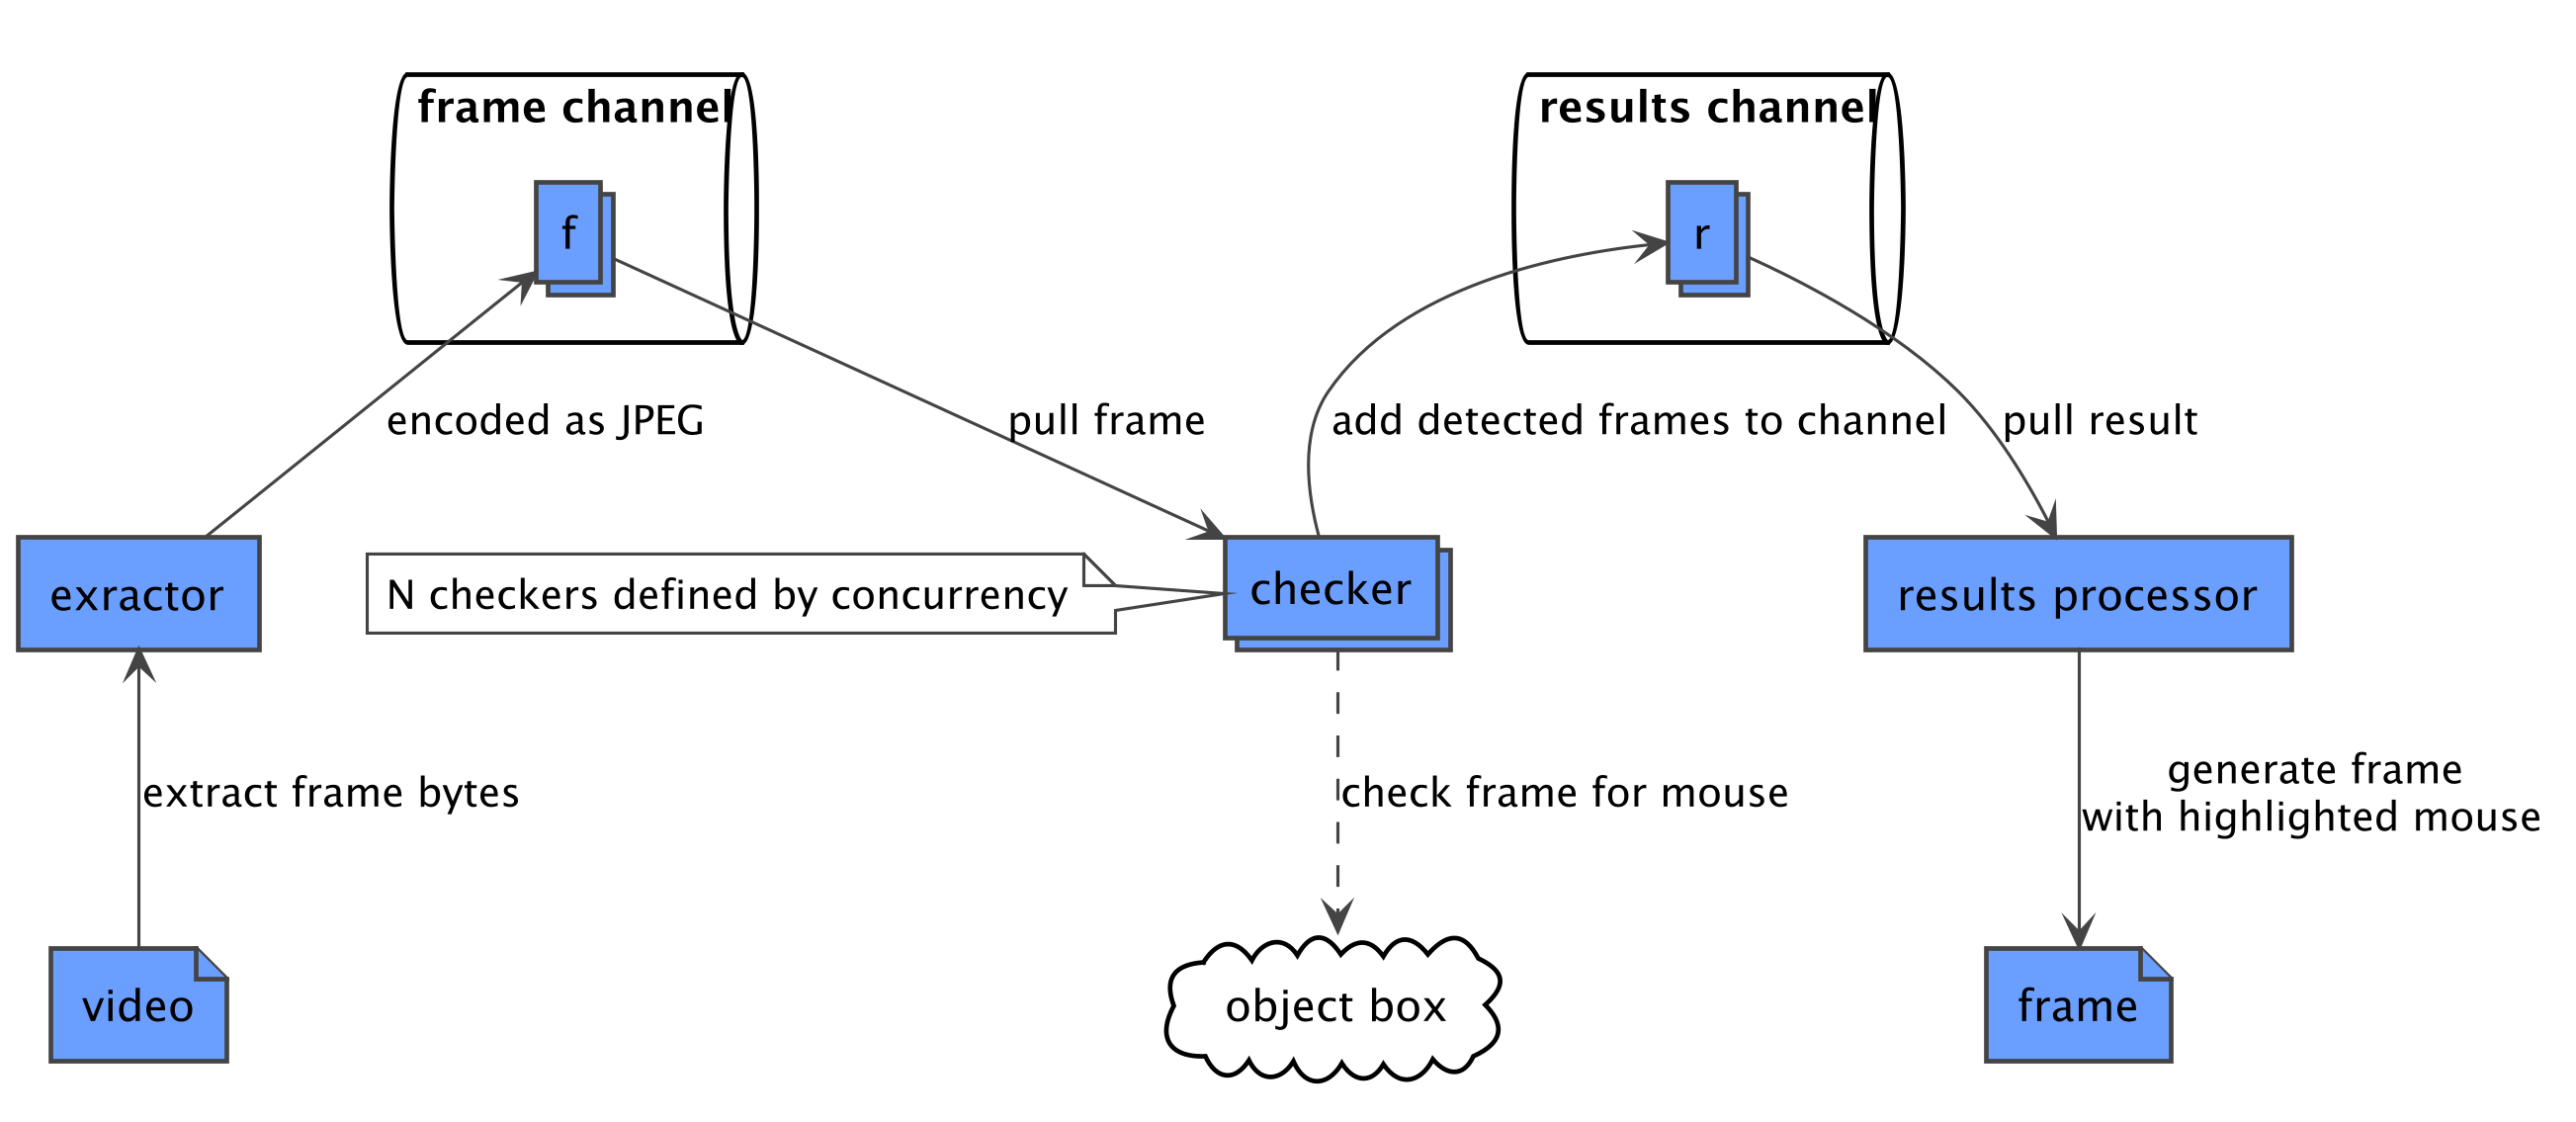 frame channel
results channel
f
r
encoded as JPEG
pull frame
add detected frames to channel
pull result
exractor
N checkers defined by concurrency
checker
results processor
extract frame bytes
check frame for mouse
generate frame
with highlighted mouse
video
object box
frame